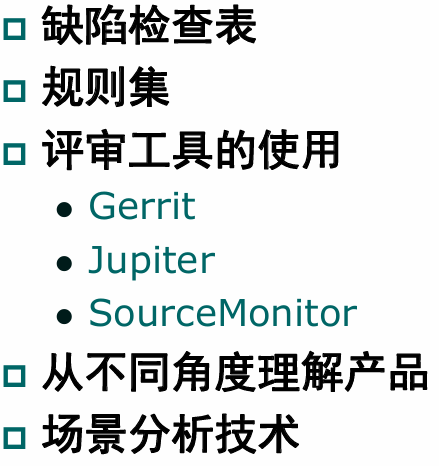 缺陷检查表
规则集
评审工具的使用
Gerrit
Jupiter
SourceMonitor
从不同角度理解产品
场景分析技术